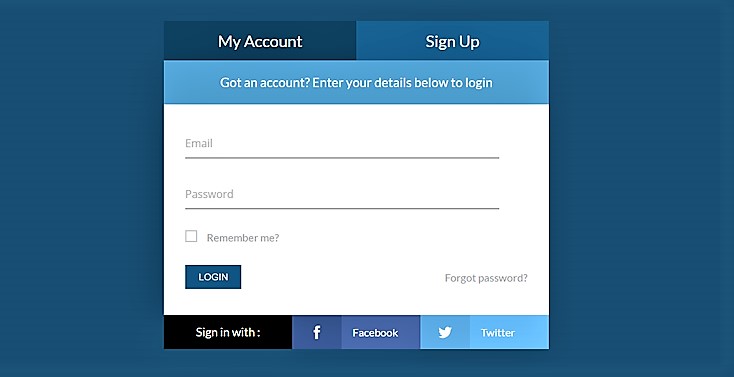 My Account Sign Up
Got an account? Enter your details below to login
Email
Password
Remember me?
LOGIN Forgot password?
Sign in with : Facebook Twitter